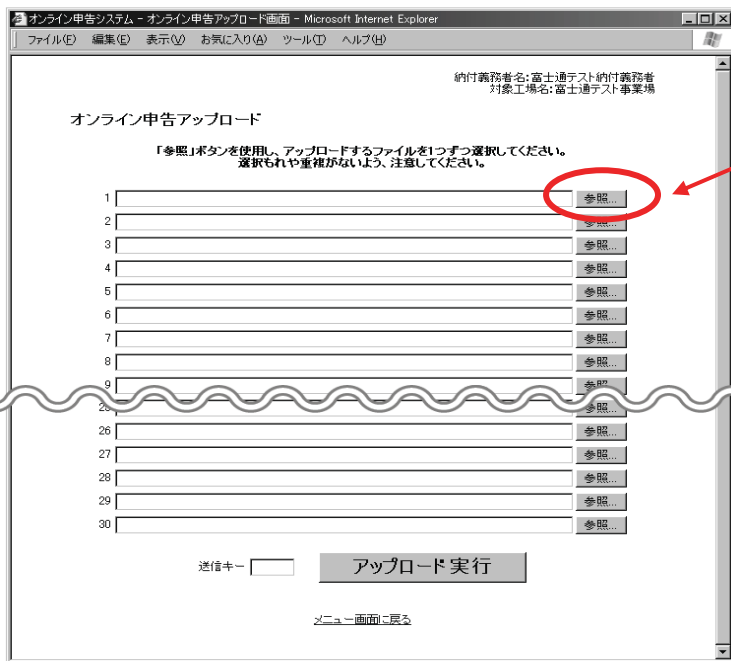 オンライン申告システム - オンライン申告アップロード画面 - Microsoft Internet Explorer
ファイル(F) 編集(E) 表示(V) お気に入り(A) ツール(T) ヘルプ(H)
納付義務者名:富士通テスト納付義務者
対象工場名:富士通テスト事業場
オンライン申告アップロード
「参照」ボタンを使用し、アップロードするファイルを1つずつ選択してください。
選択もれや重複がないよう、注意してください。
1 参照...
2 参照...
3 参照...
4 参照...
5 参照...
6 参照...
7 参照...
8 参照...
9 参照...
25 参照...
26 参照...
27 参照...
28 参照...
29 参照...
30 参照...
送信キー アップロード実行
メニュー画面に戻る